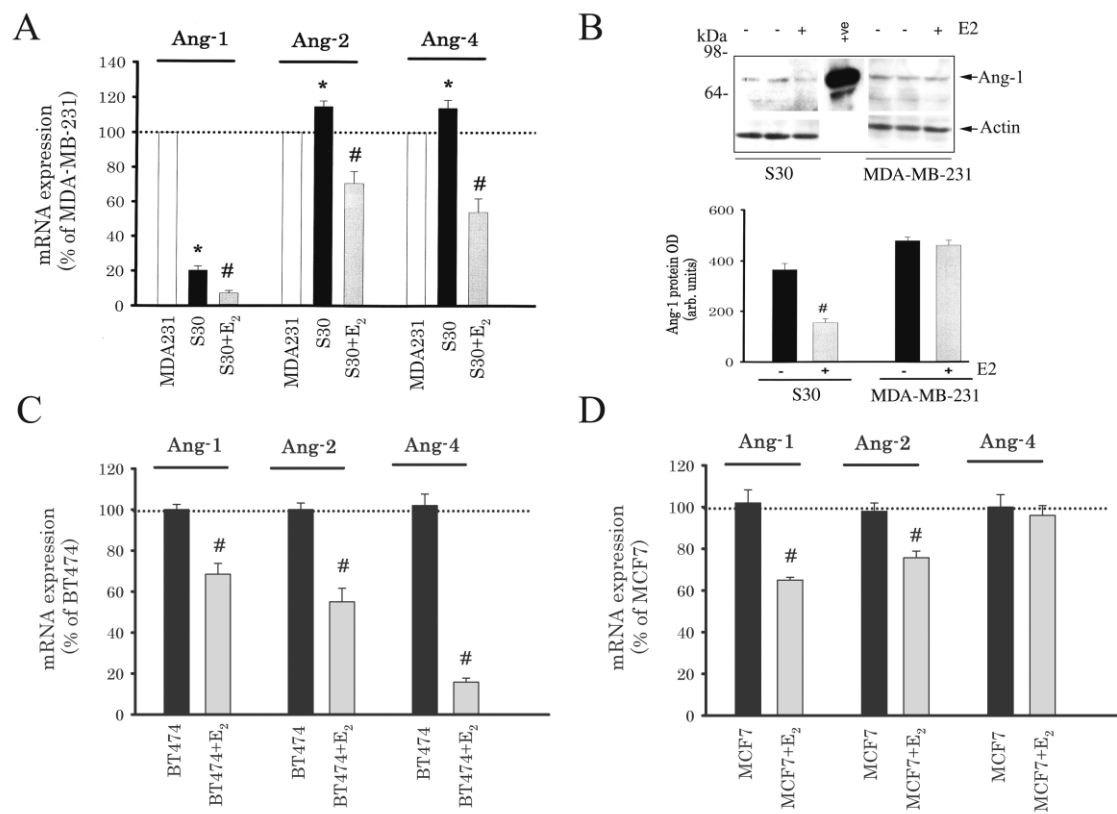 A
Ang-1 Ang-2 Ang-4
mRNA expression
(% of MDA-MB-231)
140
120
100
80
60
40
20
0
* # * # * #
MDA231 S30 S30+E2 MDA231 S30 S30+E2 MDA231 S30 S30+E2
B
- - + +ve - - + E2
kDa
98-
64-
Ang-1
Actin
S30 MDA-MB-231
Ang-1 protein OD
(arb. units)
600
400
200
0
#
- + - + E2
S30 MDA-MB-231
C
Ang-1 Ang-2 Ang-4
mRNA expression
(% of BT474)
120
100
80
60
40
20
0
# # #
BT474 BT474+E2 BT474 BT474+E2 BT474 BT474+E2
D
Ang-1 Ang-2 Ang-4
mRNA expression
(% of MCF7)
120
100
80
60
40
20
0
# #
MCF7 MCF7+E2 MCF7 MCF7+E2 MCF7 MCF7+E2